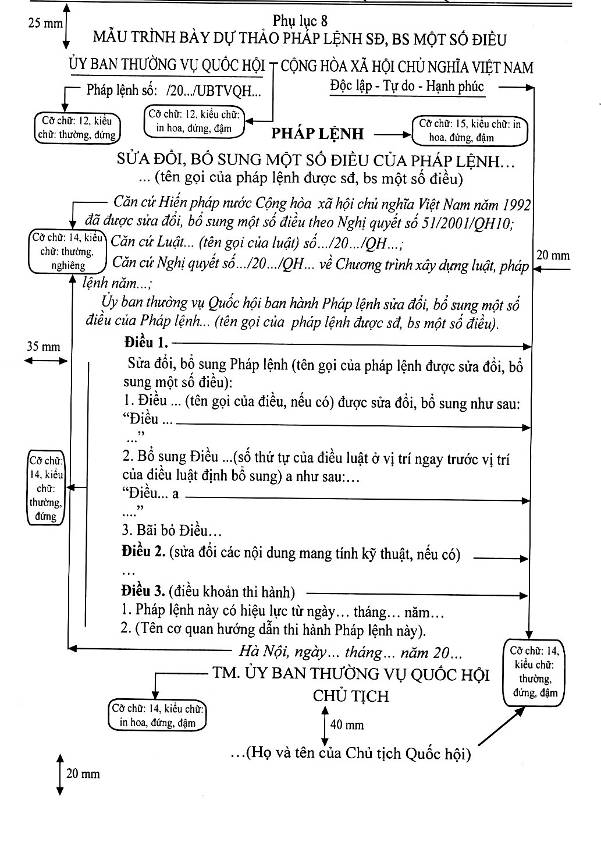 Phụ lục 8
25 mm
MẪU TRÌNH BÀY DỰ THẢO PHÁP LỆNH SĐ, BS MỘT SỐ ĐIỀU
ỦY BAN THƯỜNG VỤ QUỐC HỘI CỘNG HÒA XÃ HỘI CHỦ NGHĨA VIỆT NAM
Pháp lệnh số: /20.../UBTVQH... Độc lập - Tự do - Hạnh phúc
Cỡ chữ: 12, kiểu
chữ: thường, đứng
Cỡ chữ: 12, kiểu chữ:
in hoa, đứng, đậm
Cỡ chữ: 15, kiểu chữ: in
hoa, đứng, đậm
PHÁP LỆNH
SỬA ĐỔI, BỔ SUNG MỘT SỐ ĐIỀU CỦA PHÁP LỆNH…
... (tên gọi của pháp lệnh được sđ, bs một số điều)
Căn cứ Hiến pháp nước Cộng hòa xã hội chủ nghĩa Việt Nam năm 1992
đã được sửa đổi, bổ sung một số điều theo Nghị quyết số 51/2001/QH10;
Cỡ chữ: 14, kiểu
chữ: thường,
nghiêng
Căn cứ Luật... (tên gọi của luật) số.../20.../QH...;
20 mm
Căn cứ Nghị quyết số.../20.../QH... về Chương trình xây dựng luật, pháp
lệnh năm...;
Ủy ban thường vụ Quốc hội ban hành Pháp lệnh sửa đổi, bổ sung một số
điều của Pháp lệnh... (tên gọi của pháp lệnh được sđ, bs một số điều).
35 mm
Điều 1.
Sửa đổi, bổ sung Pháp lệnh (tên gọi của pháp lệnh được sửa đổi, bổ
sung một số điều):
1. Điều ... (tên gọi của điều, nếu có) được sửa đổi, bổ sung như sau:
“Điều ...
...”
Cỡ chữ:
14, kiểu
chữ:
thường,
đứng
2. Bổ sung Điều ...(số thứ tự của điều luật ở vị trí ngay trước vị trí
của điều luật định bổ sung) a như sau:…
“Điều... a
....”
3. Bãi bỏ Điều…
Điều 2. (sửa đổi các nội dung mang tính kỹ thuật, nếu có)
…
Điều 3. (điều khoản thi hành)
1. Pháp lệnh này có hiệu lực từ ngày… tháng… năm…
2. (Tên cơ quan hướng dẫn thi hành Pháp lệnh này).
Hà Nội, ngày… tháng… năm 20…
Cỡ chữ: 14,
kiểu chữ:
thường,
đứng, đậm
TM. ỦY BAN THƯỜNG VỤ QUỐC HỘI
CHỦ TỊCH
Cỡ chữ: 14, kiểu chữ:
in hoa, đứng, đậm
40 mm
…(Họ và tên của Chủ tịch Quốc hội)
20 mm